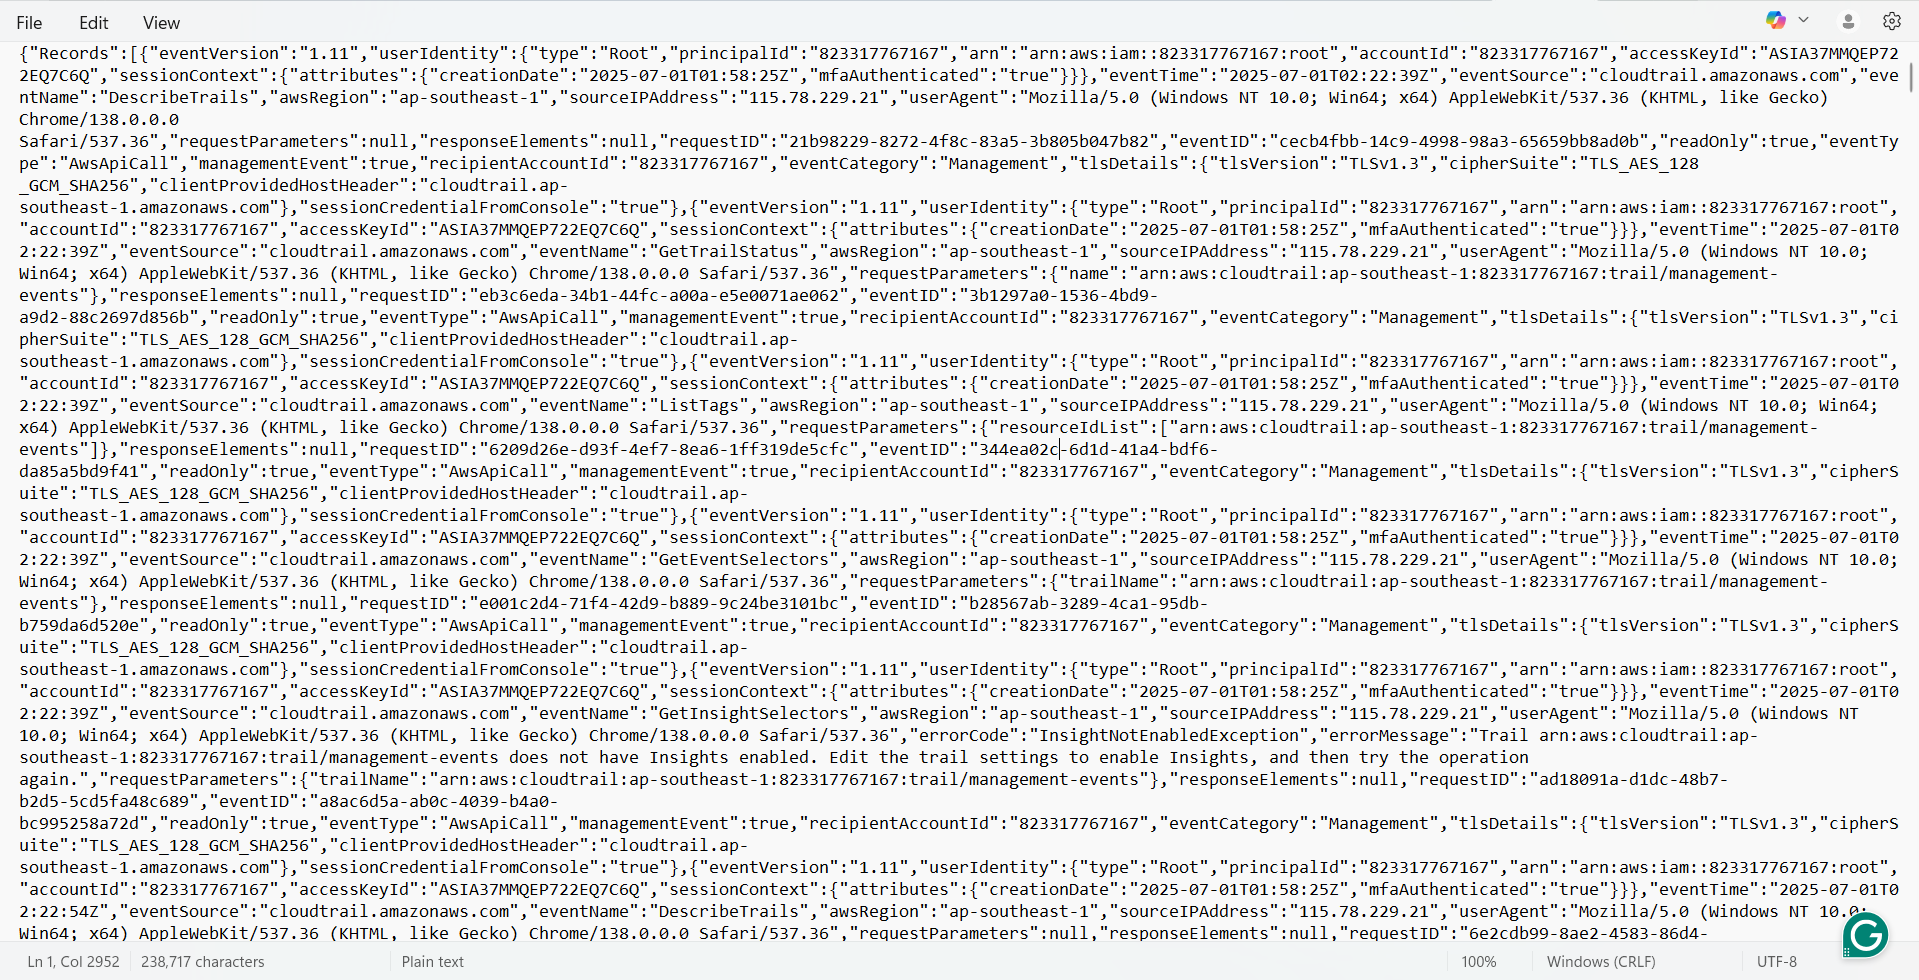 File Edit View
{"Records":[{"eventVersion":"1.11","userIdentity":{"type":"Root","principalId":"823317767167","arn":"arn:aws:iam::823317767167:root","accountId":"823317767167","accessKeyId":"ASIA37MMQEP72
2EQ7C6Q","sessionContext":{"attributes":{"creationDate":"2025-07-01T01:58:25Z","mfaAuthenticated":"true"}}},"eventTime":"2025-07-01T02:22:39Z","eventSource":"cloudtrail.amazonaws.com","eve
ntName":"DescribeTrails","awsRegion":"ap-southeast-1","sourceIPAddress":"115.78.229.21","userAgent":"Mozilla/5.0 (Windows NT 10.0; Win64; x64) AppleWebKit/537.36 (KHTML, like Gecko)
Chrome/138.0.0.0
Safari/537.36","requestParameters":null,"responseElements":null,"requestID":"21b98229-8272-4f8c-83a5-3b805b047b82","eventID":"cecb4fbb-14c9-4998-98a3-65659bb8ad0b","readOnly":true,"eventTy
pe":"AwsApiCall","managementEvent":true,"recipientAccountId":"823317767167","eventCategory":"Management","tlsDetails":{"tlsVersion":"TLSv1.3","cipherSuite":"TLS_AES_128
_GCM_SHA256","clientProvidedHostHeader":"cloudtrail.ap-
southeast-1.amazonaws.com"},"sessionCredentialFromConsole":"true"},{"eventVersion":"1.11","userIdentity":{"type":"Root","principalId":"823317767167","arn":"arn:aws:iam::823317767167:root",
"accountId":"823317767167","accessKeyId":"ASIA37MMQEP722EQ7C6Q","sessionContext":{"attributes":{"creationDate":"2025-07-01T01:58:25Z","mfaAuthenticated":"true"}}},"eventTime":"2025-07-01T0
2:22:39Z","eventSource":"cloudtrail.amazonaws.com","eventName":"GetTrailStatus","awsRegion":"ap-southeast-1","sourceIPAddress":"115.78.229.21","userAgent":"Mozilla/5.0 (Windows NT 10.0;
Win64; x64) AppleWebKit/537.36 (KHTML, like Gecko) Chrome/138.0.0.0 Safari/537.36","requestParameters":{"name":"arn:aws:cloudtrail:ap-southeast-1:823317767167:trail/management-
events"},"responseElements":null,"requestID":"eb3c6eda-34b1-44fc-a00a-e5e0071ae062","eventID":"3b1297a0-1536-4bd9-
a9d2-88c2697d856b","readOnly":true,"eventType":"AwsApiCall","managementEvent":true,"recipientAccountId":"823317767167","eventCategory":"Management","tlsDetails":{"tlsVersion":"TLSv1.3","ci
pherSuite":"TLS_AES_128_GCM_SHA256","clientProvidedHostHeader":"cloudtrail.ap-
southeast-1.amazonaws.com"},"sessionCredentialFromConsole":"true"},{"eventVersion":"1.11","userIdentity":{"type":"Root","principalId":"823317767167","arn":"arn:aws:iam::823317767167:root",
"accountId":"823317767167","accessKeyId":"ASIA37MMQEP722EQ7C6Q","sessionContext":{"attributes":{"creationDate":"2025-07-01T01:58:25Z","mfaAuthenticated":"true"}}},"eventTime":"2025-07-01T0
2:22:39Z","eventSource":"cloudtrail.amazonaws.com","eventName":"ListTags","awsRegion":"ap-southeast-1","sourceIPAddress":"115.78.229.21","userAgent":"Mozilla/5.0 (Windows NT 10.0; Win64;
x64) AppleWebKit/537.36 (KHTML, like Gecko) Chrome/138.0.0.0 Safari/537.36","requestParameters":{"resourceIdList":["arn:aws:cloudtrail:ap-southeast-1:823317767167:trail/management-
events"]},"responseElements":null,"requestID":"6209d26e-d93f-4ef7-8ea6-1ff319de5cfc","eventID":"344ea02c-6d1d-41a4-bdf6-
da85a5bd9f41","readOnly":true,"eventType":"AwsApiCall","managementEvent":true,"recipientAccountId":"823317767167","eventCategory":"Management","tlsDetails":{"tlsVersion":"TLSv1.3","cipherS
uite":"TLS_AES_128_GCM_SHA256","clientProvidedHostHeader":"cloudtrail.ap-
southeast-1.amazonaws.com"},"sessionCredentialFromConsole":"true"},{"eventVersion":"1.11","userIdentity":{"type":"Root","principalId":"823317767167","arn":"arn:aws:iam::823317767167:root",
"accountId":"823317767167","accessKeyId":"ASIA37MMQEP722EQ7C6Q","sessionContext":{"attributes":{"creationDate":"2025-07-01T01:58:25Z","mfaAuthenticated":"true"}}},"eventTime":"2025-07-01T0
2:22:39Z","eventSource":"cloudtrail.amazonaws.com","eventName":"GetEventSelectors","awsRegion":"ap-southeast-1","sourceIPAddress":"115.78.229.21","userAgent":"Mozilla/5.0 (Windows NT 10.0;
Win64; x64) AppleWebKit/537.36 (KHTML, like Gecko) Chrome/138.0.0.0 Safari/537.36","requestParameters":{"trailName":"arn:aws:cloudtrail:ap-southeast-1:823317767167:trail/management-
events"},"responseElements":null,"requestID":"e001c2d4-71f4-42d9-b889-9c24be3101bc","eventID":"b28567ab-3289-4ca1-95db-
b759da6d520e","readOnly":true,"eventType":"AwsApiCall","managementEvent":true,"recipientAccountId":"823317767167","eventCategory":"Management","tlsDetails":{"tlsVersion":"TLSv1.3","cipherS
uite":"TLS_AES_128_GCM_SHA256","clientProvidedHostHeader":"cloudtrail.ap-
southeast-1.amazonaws.com"},"sessionCredentialFromConsole":"true"},{"eventVersion":"1.11","userIdentity":{"type":"Root","principalId":"823317767167","arn":"arn:aws:iam::823317767167:root",
"accountId":"823317767167","accessKeyId":"ASIA37MMQEP722EQ7C6Q","sessionContext":{"attributes":{"creationDate":"2025-07-01T01:58:25Z","mfaAuthenticated":"true"}}},"eventTime":"2025-07-01T0
2:22:39Z","eventSource":"cloudtrail.amazonaws.com","eventName":"GetInsightSelectors","awsRegion":"ap-southeast-1","sourceIPAddress":"115.78.229.21","userAgent":"Mozilla/5.0 (Windows NT
10.0; Win64; x64) AppleWebKit/537.36 (KHTML, like Gecko) Chrome/138.0.0.0 Safari/537.36","errorCode":"InsightNotEnabledException","errorMessage":"Trail arn:aws:cloudtrail:ap-
southeast-1:823317767167:trail/management-events does not have Insights enabled. Edit the trail settings to enable Insights, and then try the operation
again.","requestParameters":{"trailName":"arn:aws:cloudtrail:ap-southeast-1:823317767167:trail/management-events"},"responseElements":null,"requestID":"ad18091a-d1dc-48b7-
b2d5-5cd5fa48c689","eventID":"a8ac6d5a-ab0c-4039-b4a0-
bc995258a72d","readOnly":true,"eventType":"AwsApiCall","managementEvent":true,"recipientAccountId":"823317767167","eventCategory":"Management","tlsDetails":{"tlsVersion":"TLSv1.3","cipherS
uite":"TLS_AES_128_GCM_SHA256","clientProvidedHostHeader":"cloudtrail.ap-
southeast-1.amazonaws.com"},"sessionCredentialFromConsole":"true"},{"eventVersion":"1.11","userIdentity":{"type":"Root","principalId":"823317767167","arn":"arn:aws:iam::823317767167:root",
"accountId":"823317767167","accessKeyId":"ASIA37MMQEP722EQ7C6Q","sessionContext":{"attributes":{"creationDate":"2025-07-01T01:58:25Z","mfaAuthenticated":"true"}}},"eventTime":"2025-07-01T0
2:22:54Z","eventSource":"cloudtrail.amazonaws.com","eventName":"DescribeTrails","awsRegion":"ap-southeast-1","sourceIPAddress":"115.78.229.21","userAgent":"Mozilla/5.0 (Windows NT 10.0;
Win64; x64) AppleWebKit/537.36 (KHTML, like Gecko) Chrome/138.0.0.0 Safari/537.36","requestParameters":null,"responseElements":null,"requestID":"6e2cdb99-8ae2-4583-86d4-
Ln 1, Col 2952 238,717 characters Plain text 100% Windows (CRLF) UTF-8